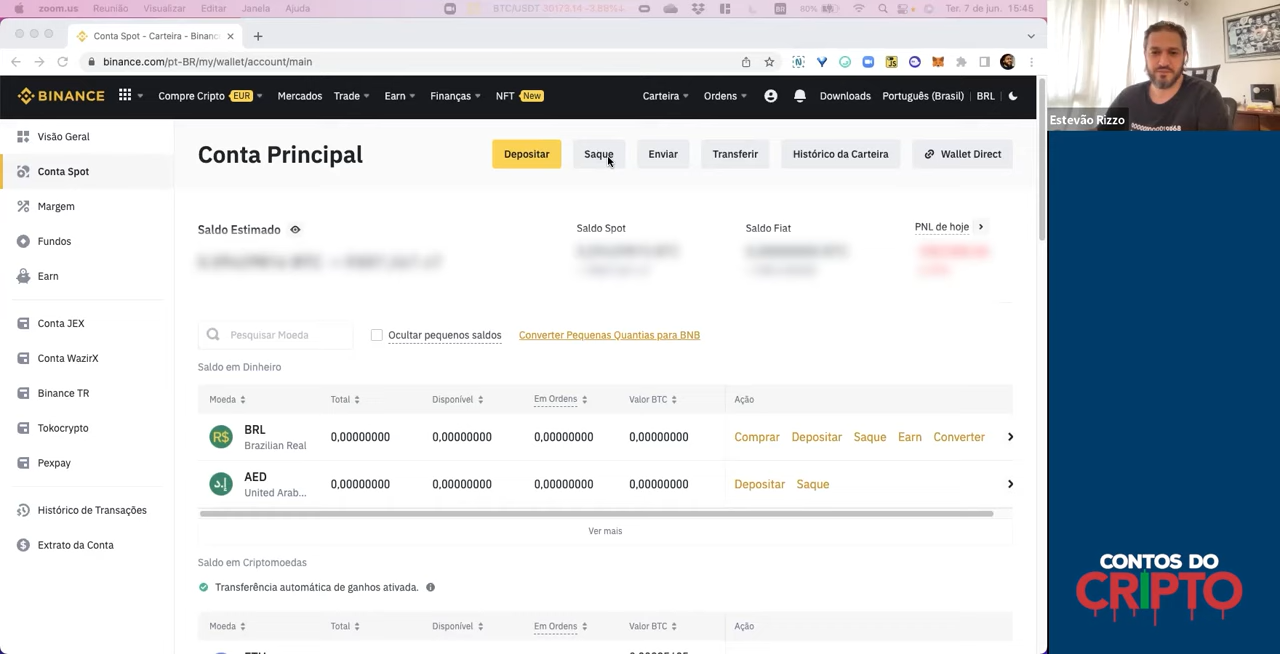 zoom.us Reunião Visualizar Editar Janela Ajuda
BTC/USDT 80% Ter. 7 de jun. 15:45
Conta Spot - Carteira - Binanc
binance.com/pt-BR/my/wallet/account/main
BINANCE Compre Cripto EUR Mercados Trade Earn Finanças NFT New Carteira Ordens Downloads Português (Brasil) BRL
Estevão Rizzo
Visão Geral
Conta Spot
Margem
Fundos
Earn
Conta JEX
Conta WazirX
Binance TR
Tokocrypto
Pexpay
Histórico de Transações
Extrato da Conta
Conta Principal
Depositar Saque Enviar Transferir Histórico da Carteira Wallet Direct
Saldo Estimado Saldo Spot Saldo Fiat PNL de hoje
Pesquisar Moeda Ocultar pequenos saldos Converter Pequenas Quantias para BNB
Saldo em Dinheiro
Moeda Total Disponível Em Ordens Valor BTC Ação
R$ BRL 0,00000000 0,00000000 0,00000000 0,00000000 Comprar Depositar Saque Earn Converter
Brazilian Real
AED 0,00000000 0,00000000 0,00000000 0,00000000 Depositar Saque
United Arab...
Ver mais
Saldo em Criptomoedas
Transferência automática de ganhos ativada.
Moeda Total Disponível Em Ordens Valor BTC Ação
CONTOS DO
CRIPTO